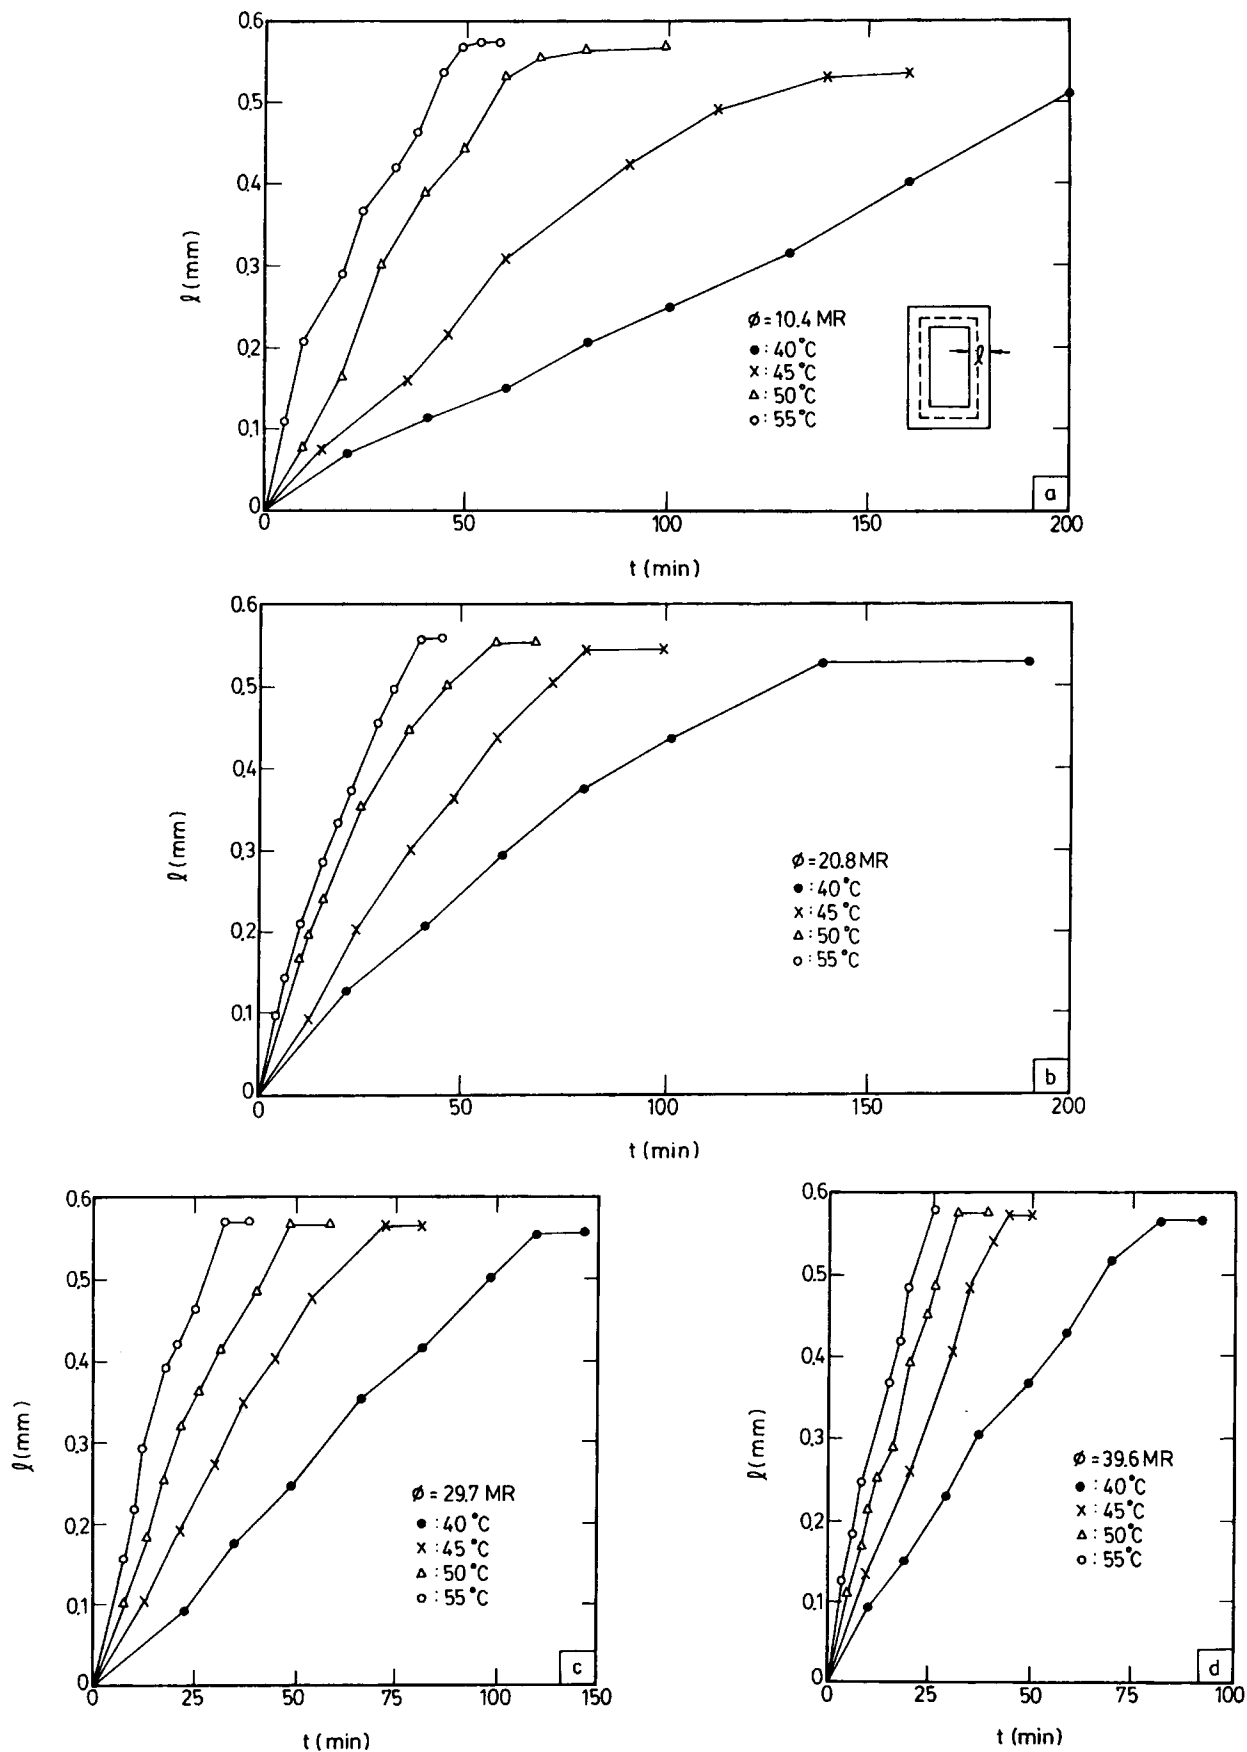 0.6
0.5
0.4
0.3
0.2
0.1
0
ℓ (mm)
ϕ = 10.4 MR
● : 40°C
x : 45°C
△ : 50°C
○ : 55°C
ℓ
a
0 50 100 150 200
t (min)
0.6
0.5
0.4
0.3
0.2
0.1
0
ℓ (mm)
ϕ = 20.8 MR
● : 40°C
x : 45°C
△ : 50°C
○ : 55°C
b
0 50 100 150 200
t (min)
0.6
0.5
0.4
0.3
0.2
0.1
0
ℓ (mm)
ϕ = 29.7 MR
● : 40°C
x : 45°C
△ : 50°C
○ : 55°C
c
0 25 50 75 100 150
t (min)
0.6
0.5
0.4
0.3
0.2
0.1
0
ℓ (mm)
ϕ = 39.6 MR
● : 40°C
x : 45°C
△ : 50°C
○ : 55°C
d
0 25 50 75 100
t (min)